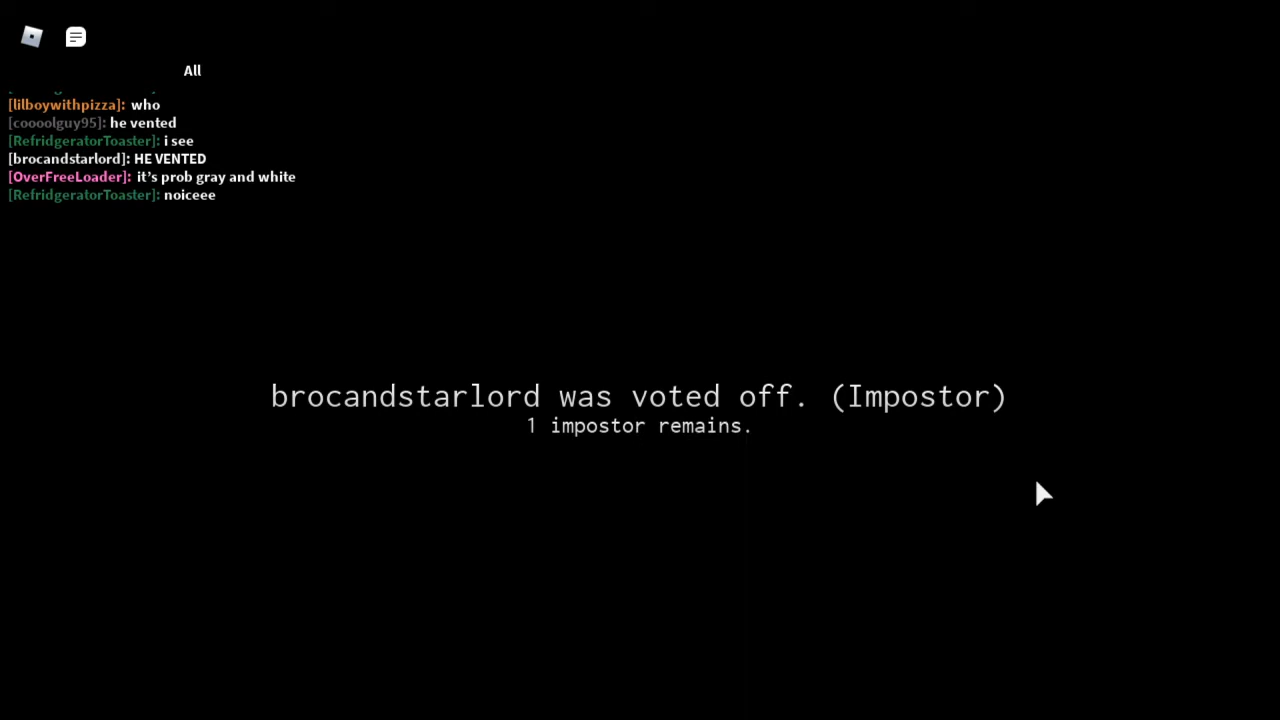 All
[lilboywithpizza]: who
[coooolguy95]: he vented
[RefridgeratorToaster]: i see
[brocandstarlord]: HE VENTED
[OverFreeLoader]: it's prob gray and white
[RefridgeratorToaster]: noiceee
brocandstarlord was voted off. (Impostor)
1 impostor remains.